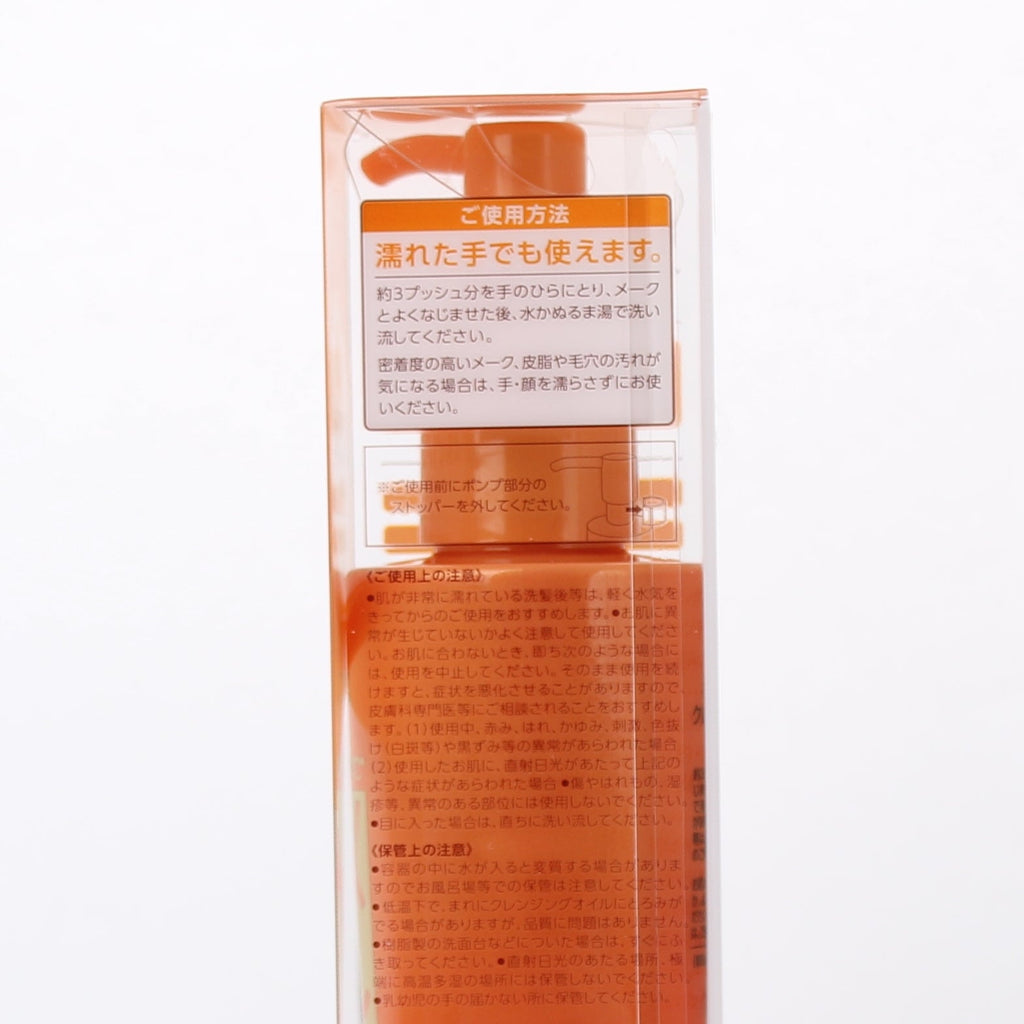 ご使用方法
濡れた手でも使えます。
約3プッシュ分を手のひらにとり、メーク
とよくなじませた後、水かぬるま湯で洗い
流してください。
密着度の高いメーク、皮脂や毛穴の汚れが
気になる場合は、手・顔を濡らさずにお使
いください。
※ご使用前にポンプ部分の
ストッパーを外してください。
《ご使用上の注意》
●肌が非常に濡れている洗髪後等は、軽く水気を
きってからのご使用をおすすめします。●お肌に異
常が生じていないかよく注意して使用してくださ
い。お肌に合わないとき、即ち次のような場合に
は、使用を中止してください。そのまま使用を続
けますと、症状を悪化させることがありますので、
皮膚科専門医等にご相談されることをおすすめし
ます。(1)使用中、赤み、はれ、かゆみ、刺激、色抜
け(白斑等)や黒ずみ等の異常があらわれた場合
(2)使用したお肌に、直射日光があたって上記の
ような症状があらわれた場合●傷やはれもの、湿
疹等、異常のある部位には使用しないでください。
●目に入った場合は、直ちに洗い流してください。
《保管上の注意》
●容器の中に水が入ると変質する場合がありま
すのでお風呂場等での保管は注意してください。
●低温下で、まれにクレンジングオイルにとろみが
でる場合がありますが、品質に問題はありません。
●樹脂製の洗面台などについた場合は、すぐにふ
き取ってください。●直射日光のあたる場所、極
端に高温多湿の場所には保管しないでください。
●乳幼児の手の届かない所に保管してください。